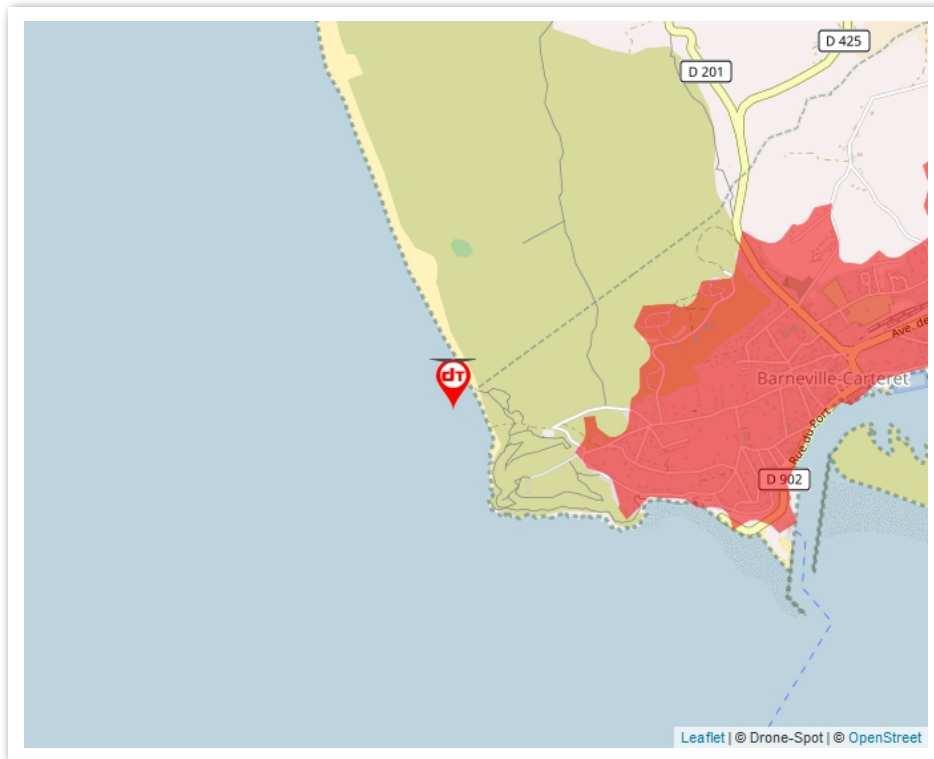 D 425
D 201
Ave. de
Barneville-Carteret
Rue du Port
D 902
dT
Leaflet | © Drone-Spot | © OpenStreet